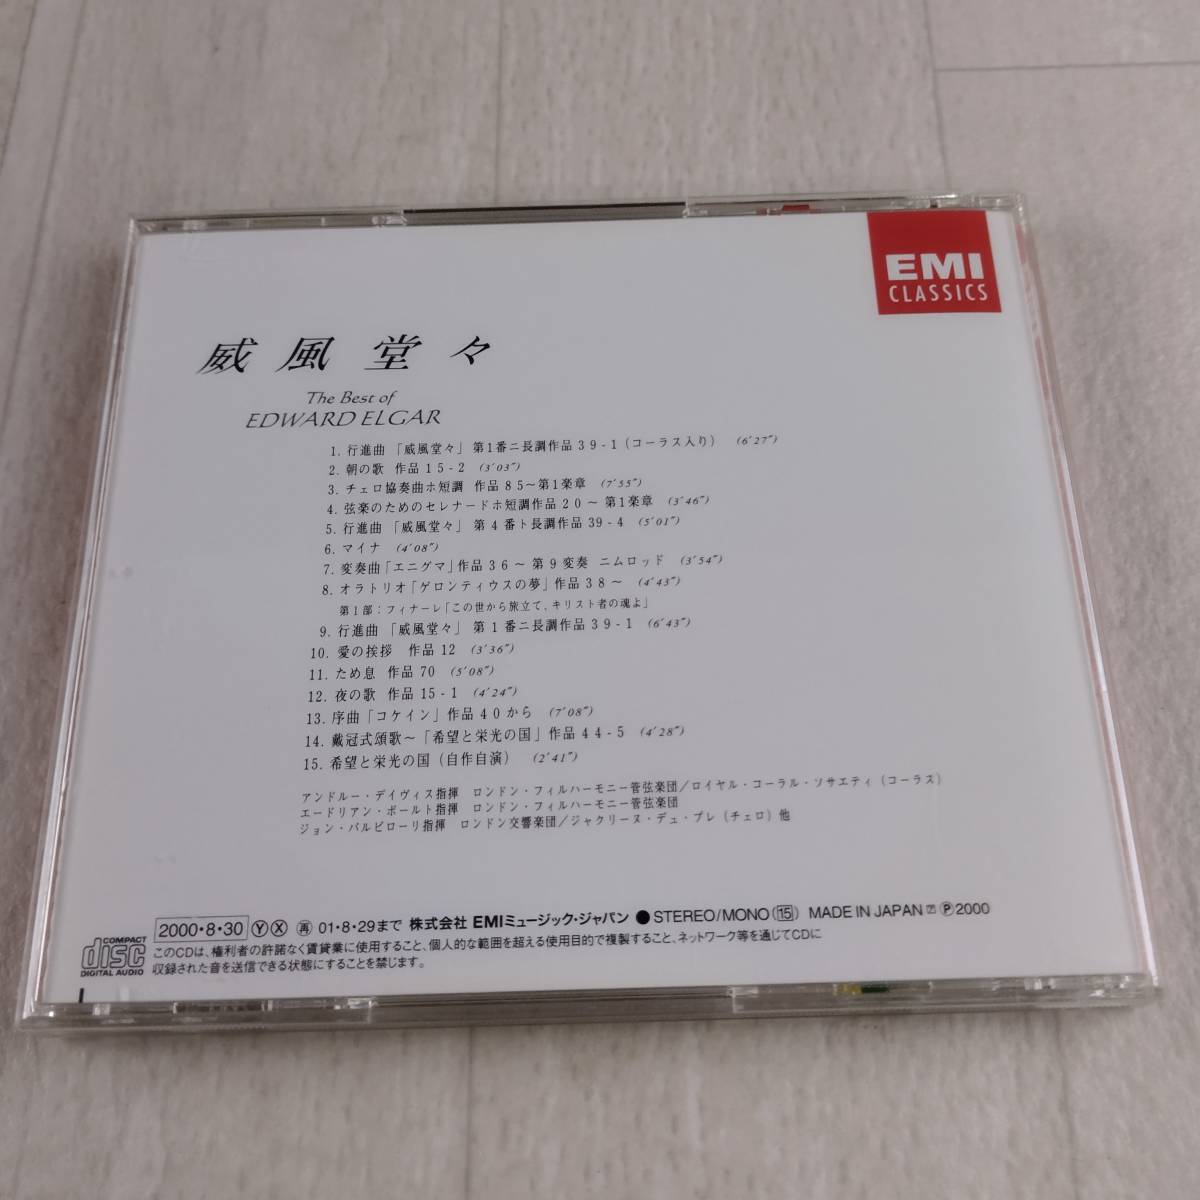 EMI
CLASSICS
威風堂々
The Best of
EDWARD ELGAR
1. 行進曲「威風堂々」第1番ニ長調作品39-1(コーラス入り) (6′27″)
2. 朝の歌 作品15-2 (3′03″)
3. チェロ協奏曲ホ短調 作品85〜第1楽章 (7′55″)
4. 弦楽のためのセレナードホ短調作品20〜第1楽章 (3′46″)
5. 行進曲「威風堂々」第4番ト長調作品39-4 (5′01″)
6. マイナ (4′08″)
7. 変奏曲「エニグマ」作品36〜第9変奏 ニムロッド (3′54″)
8. オラトリオ「ゲロンティウスの夢」作品38〜 (4′43″)
第1部:フィナーレ「この世から旅立て、キリスト者の魂よ」
9. 行進曲「威風堂々」第1番ニ長調作品39-1 (6′43″)
10. 愛の挨拶 作品12 (3′36″)
11. ため息 作品70 (5′08″)
12. 夜の歌 作品15-1 (4′24″)
13. 序曲「コケイン」作品40から (7′08″)
14. 戴冠式頌歌〜「希望と栄光の国」作品44-5 (4′28″)
15. 希望と栄光の国(自作自演) (2′41″)
アンドルー・デイヴィス指揮 ロンドン・フィルハーモニー管弦楽団/ロイヤル・コーラル・ソサエティ(コーラス)
エードリアン・ボールト指揮 ロンドン・フィルハーモニー管弦楽団
ジョン・バルビローリ指揮 ロンドン交響楽団/ジャクリーヌ・デュ・プレ(チェロ)他
2000・8・30 Ⓨ Ⓧ 再 01・8・29まで 株式会社 EMIミュージック・ジャパン ● STEREO/MONO 15 MADE IN JAPAN Ⓟ2000
COMPACT
disc
DIGITAL AUDIO
このCDは、権利者の許諾なく賃貸業に使用すること、個人的な範囲を超える使用目的で複製すること、ネットワーク等を通じてCDに
収録された音を送信できる状態にすることを禁じます。